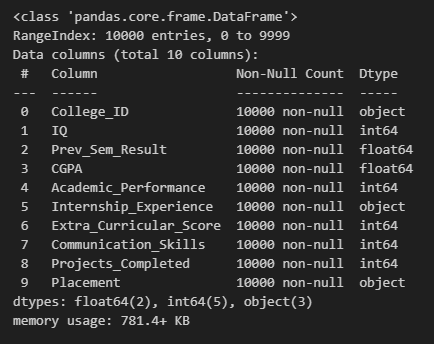 <class 'pandas.core.frame.DataFrame'>
RangeIndex: 10000 entries, 0 to 9999
Data columns (total 10 columns):
 #   Column                 Non-Null Count  Dtype
---  ------                 --------------  -----
 0   College_ID             10000 non-null  object
 1   IQ                     10000 non-null  int64
 2   Prev_Sem_Result        10000 non-null  float64
 3   CGPA                   10000 non-null  float64
 4   Academic_Performance   10000 non-null  int64
 5   Internship_Experience  10000 non-null  object
 6   Extra_Curricular_Score 10000 non-null  int64
 7   Communication_Skills   10000 non-null  int64
 8   Projects_Completed     10000 non-null  int64
 9   Placement              10000 non-null  object
dtypes: float64(2), int64(5), object(3)
memory usage: 781.4+ KB